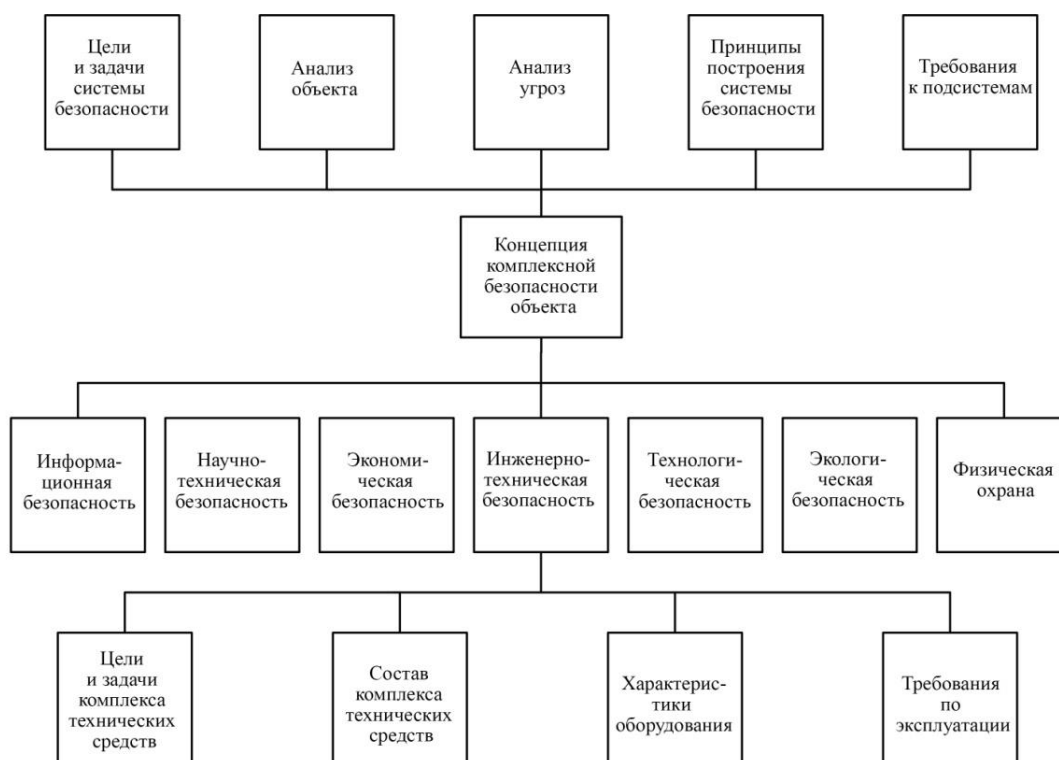 Цели
и задачи
системы
безопасности
Анализ
объекта
Анализ
угроз
Принципы
построения
системы
безопасности
Требования
к подсистемам
Концепция
комплексной
безопасности
объекта
Информа-
ционная
безопасность
Научно-
техническая
безопасность
Экономи-
ческая
безопасность
Инженерно-
техническая
безопасность
Технологи-
ческая
безопасность
Экологи-
ческая
безопасность
Физическая
охрана
Цели
и задачи
комплекса
технических
средств
Состав
комплекса
технических
средств
Характерис-
тики
оборудования
Требования
по
эксплуатации